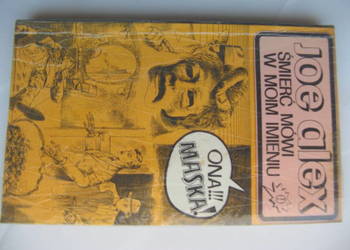 Joe alex
ŚMIERĆ MÓWI
W MOIM IMIENIU
ONA!!!
MASKA!